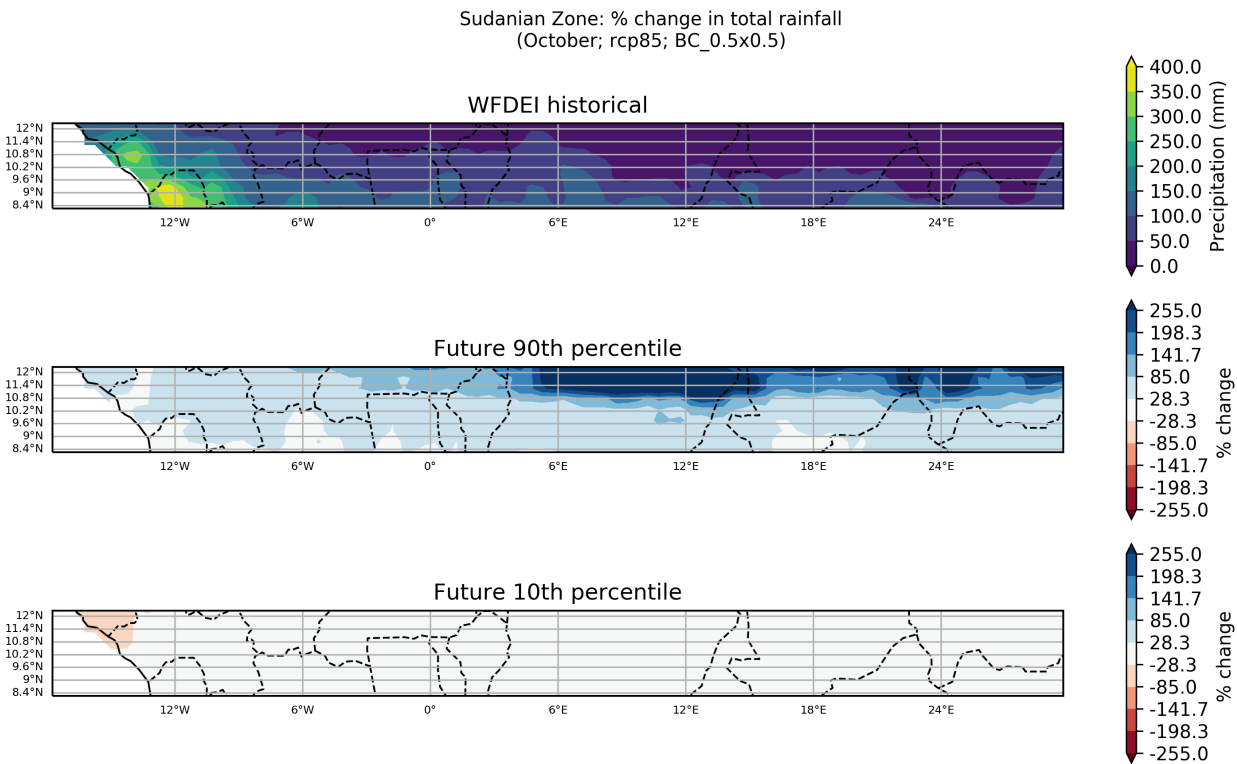 Sudanian Zone: % change in total rainfall
(October; rcp85; BC_0.5x0.5)
WFDEI historical
12°N
11.4°N
10.8°N
10.2°N
9.6°N
9°N
8.4°N
12°W
6°W
0°
6°E
12°E
18°E
24°E
400.0
350.0
300.0
250.0
200.0
150.0
100.0
50.0
0.0
Precipitation (mm)
Future 90th percentile
12°N
11.4°N
10.8°N
10.2°N
9.6°N
9°N
8.4°N
12°W
6°W
0°
6°E
12°E
18°E
24°E
255.0
198.3
141.7
85.0
28.3
-28.3
-85.0
-141.7
-198.3
-255.0
% change
Future 10th percentile
12°N
11.4°N
10.8°N
10.2°N
9.6°N
9°N
8.4°N
12°W
6°W
0°
6°E
12°E
18°E
24°E
255.0
198.3
141.7
85.0
28.3
-28.3
-85.0
-141.7
-198.3
-255.0
% change